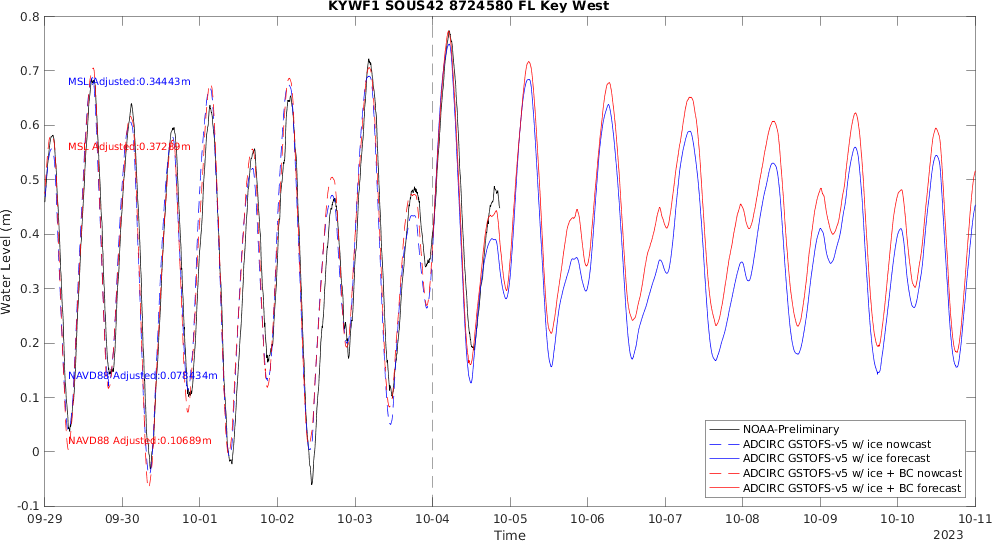 KYWF1 SOUS42 8724580 FL Key West
0.8
0.7
0.6
0.5
0.4
0.3
0.2
0.1
0
-0.1
Water Level (m)
MSL Adjusted:0.34443m
MSL Adjusted:0.37289m
NAVD88 Adjusted:0.078434m
NAVD88 Adjusted:0.10689m
NOAA-Preliminary
ADCIRC GSTOFS-v5 w/ ice nowcast
ADCIRC GSTOFS-v5 w/ ice forecast
ADCIRC GSTOFS-v5 w/ ice + BC nowcast
ADCIRC GSTOFS-v5 w/ ice + BC forecast
09-29 09-30 10-01 10-02 10-03 10-04 10-05 10-06 10-07 10-08 10-09 10-10 10-11
Time
2023